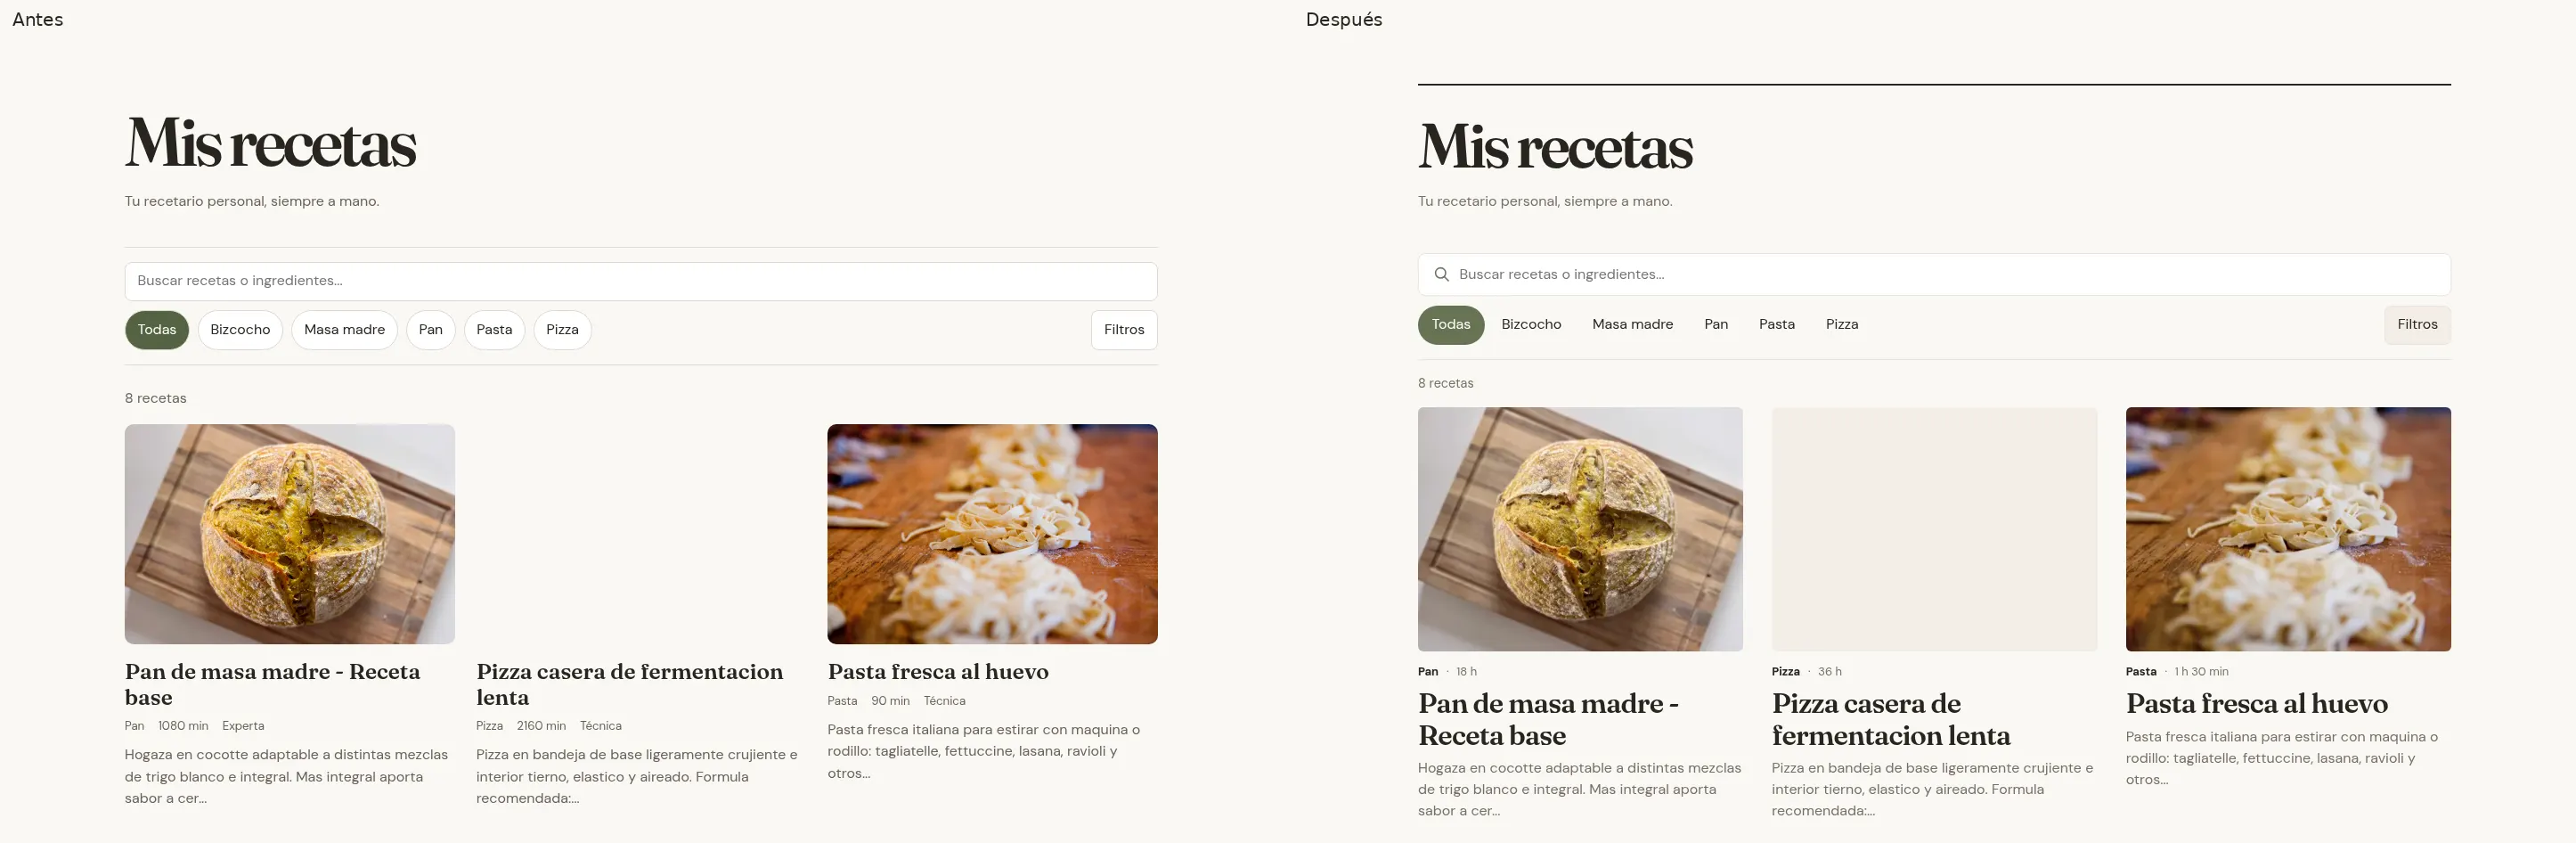 Antes
Mis recetas
Tu recetario personal, siempre a mano.
Buscar recetas o ingredientes...
Todas
Bizcocho
Masa madre
Pan
Pasta
Pizza
Filtros
8 recetas
Pan de masa madre - Receta
base
Pan 1080 min Experta
Hogaza en cocotte adaptable a distintas mezclas
de trigo blanco e integral. Mas integral aporta
sabor a cer...
Pizza casera de fermentacion
lenta
Pizza 2160 min Técnica
Pizza en bandeja de base ligeramente crujiente e
interior tierno, elastico y aireado. Formula
recomendada:...
Pasta fresca al huevo
Pasta 90 min Técnica
Pasta fresca italiana para estirar con maquina o
rodillo: tagliatelle, fettuccine, lasana, ravioli y
otros...
Después
Mis recetas
Tu recetario personal, siempre a mano.
Buscar recetas o ingredientes...
Todas
Bizcocho
Masa madre
Pan
Pasta
Pizza
Filtros
8 recetas
Pan · 18 h
Pan de masa madre -
Receta base
Hogaza en cocotte adaptable a distintas mezclas
de trigo blanco e integral. Mas integral aporta
sabor a cer...
Pizza · 36 h
Pizza casera de
fermentacion lenta
Pizza en bandeja de base ligeramente crujiente e
interior tierno, elastico y aireado. Formula
recomendada:...
Pasta · 1 h 30 min
Pasta fresca al huevo
Pasta fresca italiana para estirar con maquina o
rodillo: tagliatelle, fettuccine, lasana, ravioli y
otros...